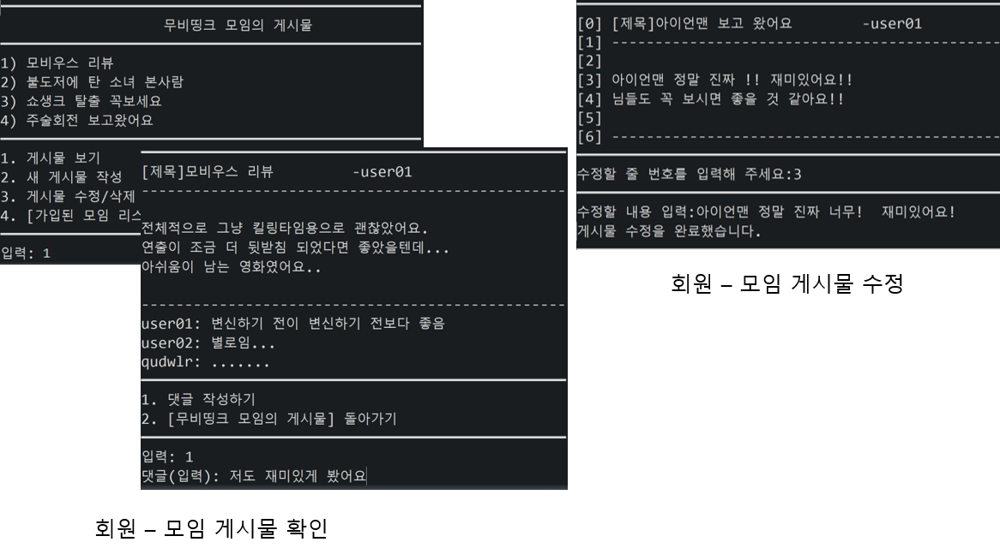 무비띵크 모임의 게시물
1) 모비우스 리뷰
2) 불도저에 탄 소녀 본사람
3) 쇼생크 탈출 꼭보세요
4) 주술회전 보고왔어요
1. 게시물 보기
2. 새 게시물 작성
3. 게시물 수정/삭제
4. [가입된 모임 리스
입력: 1
[제목]모비우스 리뷰 -user01
------------------------------------------------
전체적으로 그냥 킬링타임용으로 괜찮았어요.
연출이 조금 더 뒷받침 되었다면 좋았을텐데...
아쉬움이 남는 영화였어요..
------------------------------------------------
user01: 변신하기 전이 변신하기 전보다 좋음
user02: 별로임...
qudwlr: .......
1. 댓글 작성하기
2. [무비띵크 모임의 게시물] 돌아가기
입력: 1
댓글(입력): 저도 재미있게 봤어요
회원 – 모임 게시물 확인
[0] [제목]아이언맨 보고 왔어요 -user01
[1] --------------------------------------------
[2]
[3] 아이언맨 정말 진짜 !! 재미있어요!!
[4] 님들도 꼭 보시면 좋을 것 같아요!!
[5]
[6] --------------------------------------------
수정할 줄 번호를 입력해 주세요:3
수정할 내용 입력:아이언맨 정말 진짜 너무! 재미있어요!
게시물 수정을 완료했습니다.
회원 – 모임 게시물 수정